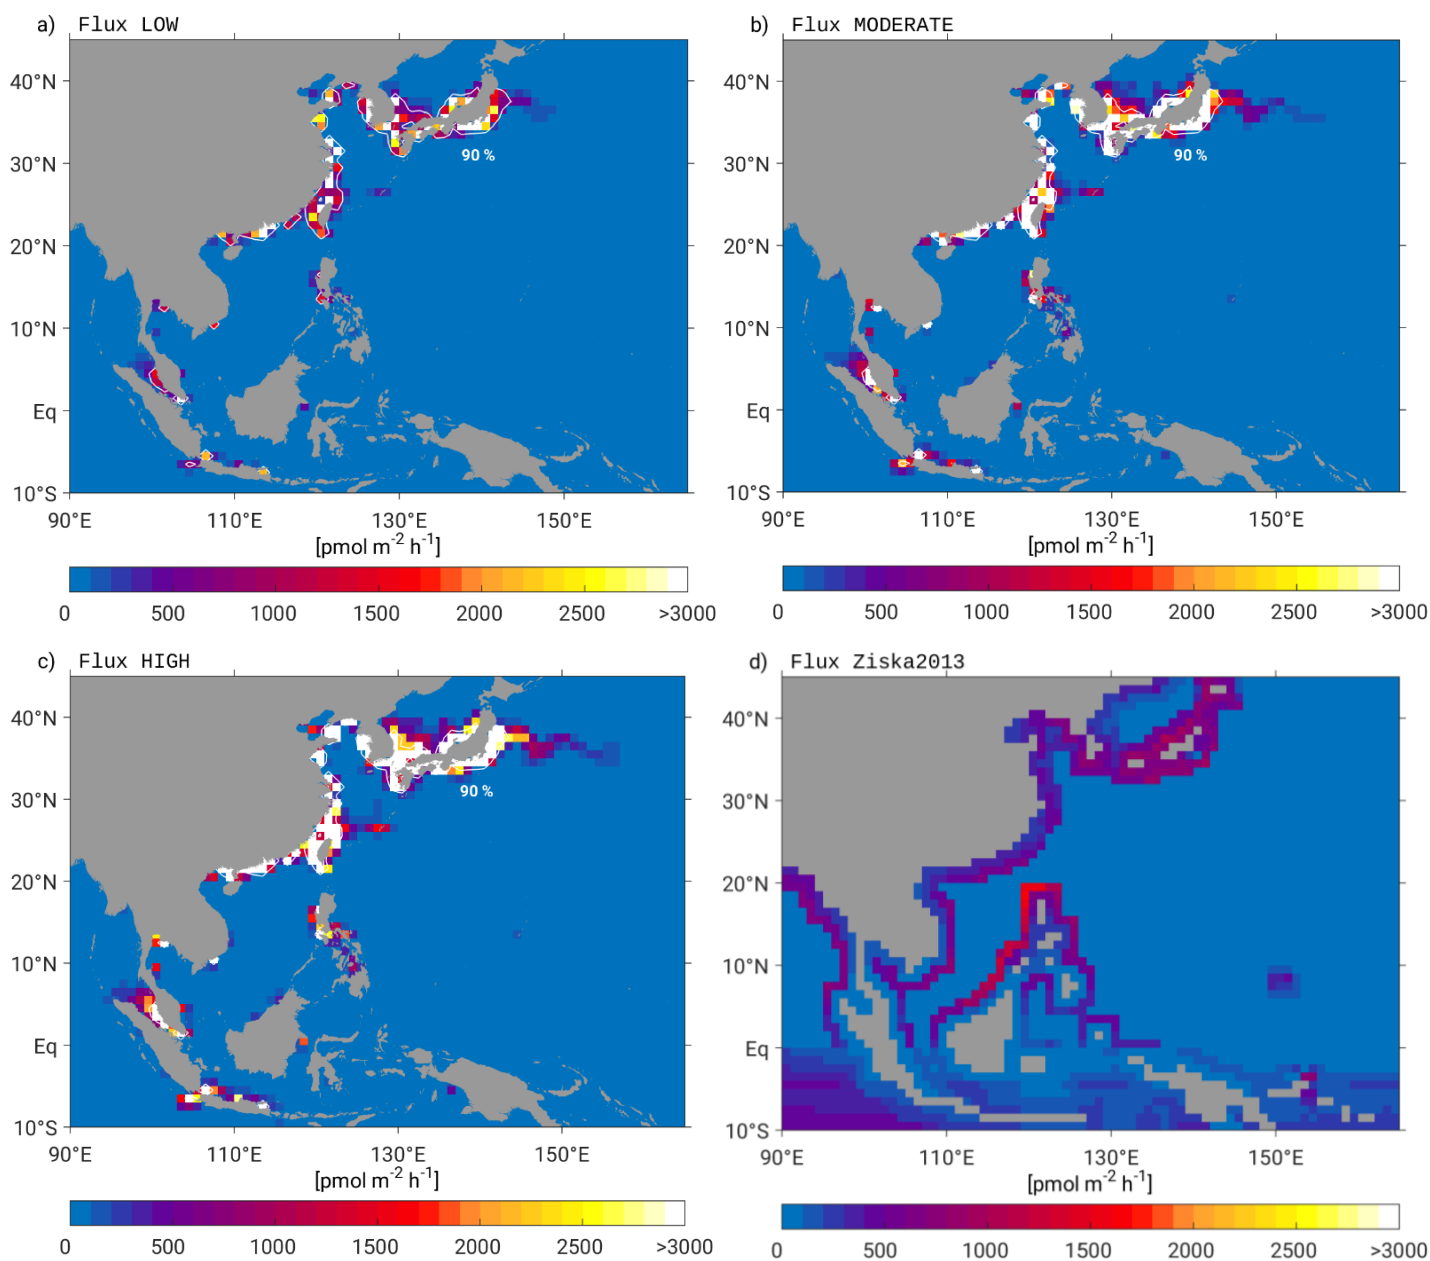 a) Flux LOW
40°N
30°N
20°N
10°N
Eq
10°S
90 %
90°E 110°E 130°E 150°E
[pmol m-2 h-1]
0 500 1000 1500 2000 2500 >3000
b) Flux MODERATE
40°N
30°N
20°N
10°N
Eq
10°S
90 %
90°E 110°E 130°E 150°E
[pmol m-2 h-1]
0 500 1000 1500 2000 2500 >3000
c) Flux HIGH
40°N
30°N
20°N
10°N
Eq
10°S
90 %
90°E 110°E 130°E 150°E
[pmol m-2 h-1]
0 500 1000 1500 2000 2500 >3000
d) Flux Ziska2013
40°N
30°N
20°N
10°N
Eq
10°S
90°E 110°E 130°E 150°E
[pmol m-2 h-1]
0 500 1000 1500 2000 2500 >3000